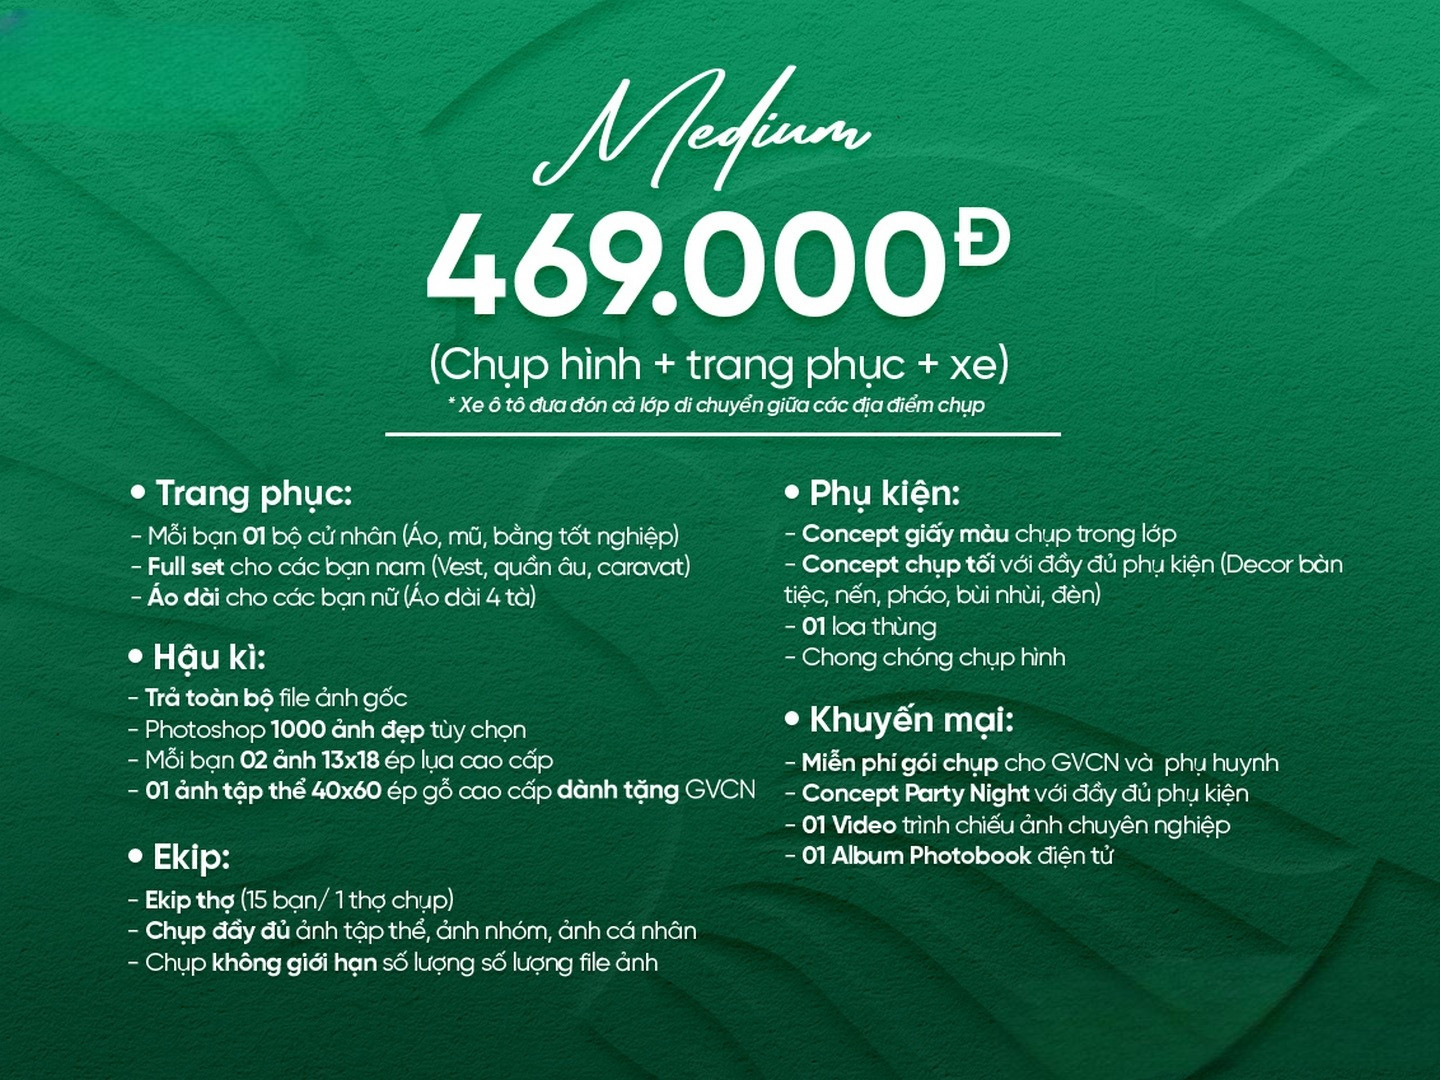 Medium
469.000Đ
(Chụp hình + trang phục + xe)
* Xe ô tô đưa đón cả lớp di chuyển giữa các địa điểm chụp
• Trang phục:
- Mỗi bạn 01 bộ cử nhân (Áo, mũ, bằng tốt nghiệp)
- Full set cho các bạn nam (Vest, quần âu, caravat)
- Áo dài cho các bạn nữ (Áo dài 4 tà)
• Hậu kì:
- Trả toàn bộ file ảnh gốc
- Photoshop 1000 ảnh đẹp tùy chọn
- Mỗi bạn 02 ảnh 13x18 ép lụa cao cấp
- 01 ảnh tập thể 40x60 ép gỗ cao cấp dành tặng GVCN
• Ekip:
- Ekip thợ (15 bạn/ 1 thợ chụp)
- Chụp đầy đủ ảnh tập thể, ảnh nhóm, ảnh cá nhân
- Chụp không giới hạn số lượng số lượng file ảnh
• Phụ kiện:
- Concept giấy màu chụp trong lớp
- Concept chụp tối với đầy đủ phụ kiện (Decor bàn
tiệc, nến, pháo, bùi nhùi, đèn)
- 01 loa thùng
- Chong chóng chụp hình
• Khuyến mại:
- Miễn phí gói chụp cho GVCN và phụ huynh
- Concept Party Night với đầy đủ phụ kiện
- 01 Video trình chiếu ảnh chuyên nghiệp
- 01 Album Photobook điện tử